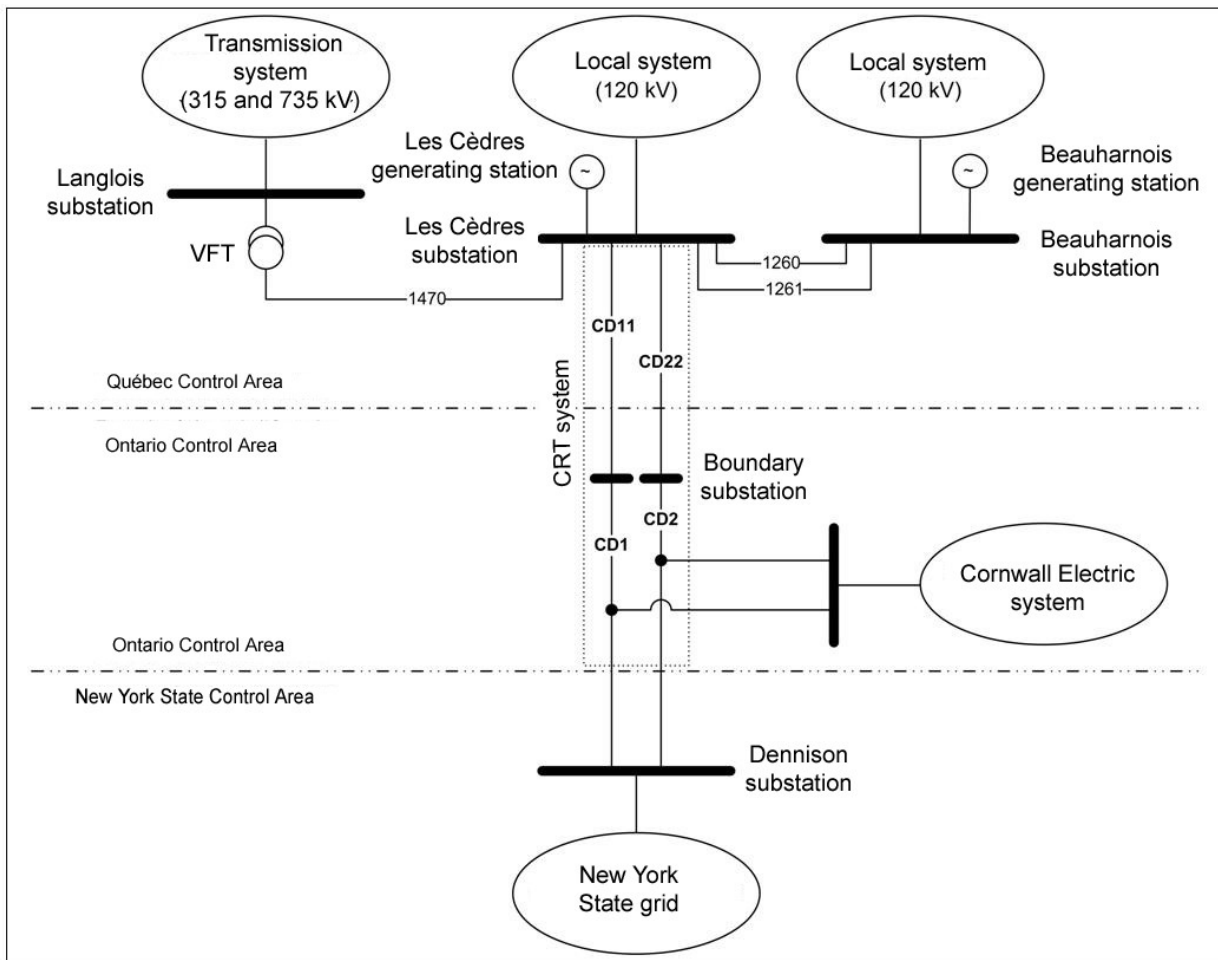 Transmission
system
(315 and 735 kV)
Local system
(120 kV)
Local system
(120 kV)
Les Cèdres
generating station
~
Beauharnois
generating station
~
Langlois
substation
VFT
Les Cèdres
substation
Beauharnois
substation
1260
1261
1470
CD11
CD22
CRT system
Québec Control Area
Ontario Control Area
Boundary
substation
CD2
CD1
Cornwall Electric
system
Ontario Control Area
New York State Control Area
Dennison
substation
New York
State grid